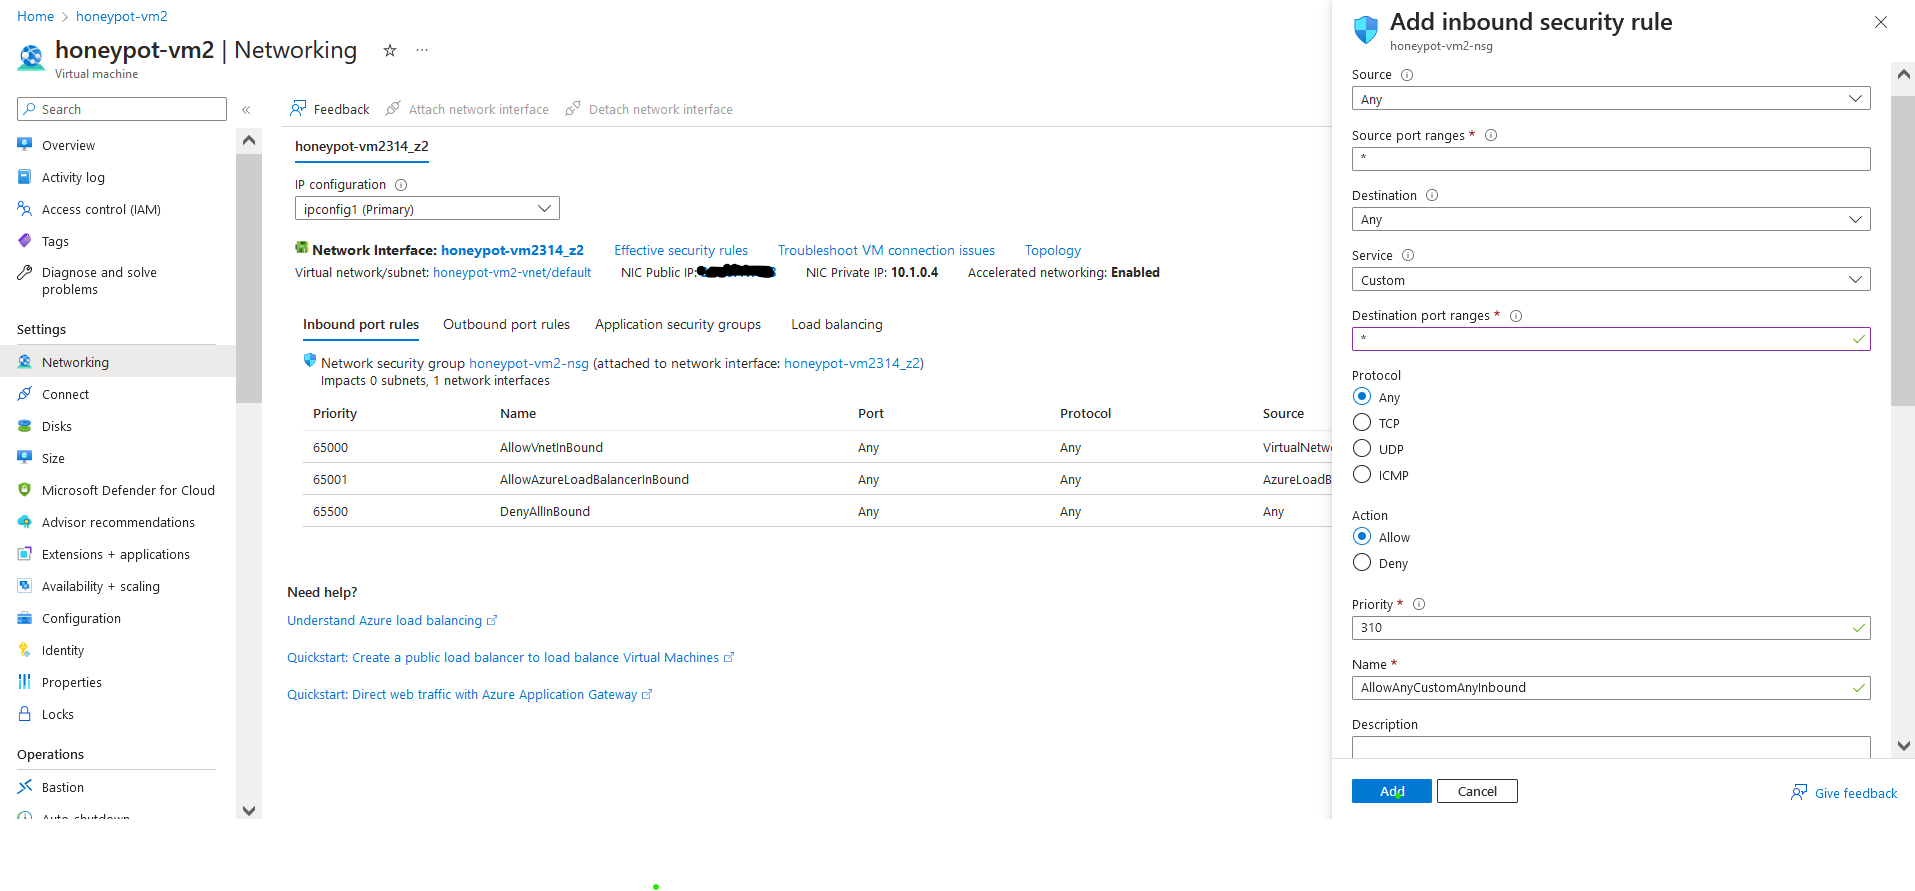 Home > honeypot-vm2
honeypot-vm2 | Networking
Virtual machine
Search
Overview
Activity log
Access control (IAM)
Tags
Diagnose and solve
problems
Settings
Networking
Connect
Disks
Size
Microsoft Defender for Cloud
Advisor recommendations
Extensions + applications
Availability + scaling
Configuration
Identity
Properties
Locks
Operations
Bastion
Auto-shutdown
Feedback Attach network interface Detach network interface
honeypot-vm2314_z2
IP configuration
ipconfig1 (Primary)
Network Interface: honeypot-vm2314_z2 Effective security rules Troubleshoot VM connection issues Topology
Virtual network/subnet: honeypot-vm2-vnet/default NIC Public IP: NIC Private IP: 10.1.0.4 Accelerated networking: Enabled
Inbound port rules Outbound port rules Application security groups Load balancing
Network security group honeypot-vm2-nsg (attached to network interface: honeypot-vm2314_z2)
Impacts 0 subnets, 1 network interfaces
Priority Name Port Protocol Source
65000 AllowVnetInBound Any Any VirtualNetw
65001 AllowAzureLoadBalancerInBound Any Any AzureLoadB
65500 DenyAllInBound Any Any Any
Need help?
Understand Azure load balancing
Quickstart: Create a public load balancer to load balance Virtual Machines
Quickstart: Direct web traffic with Azure Application Gateway
Add inbound security rule
honeypot-vm2-nsg
Source
Any
Source port ranges *
*
Destination
Any
Service
Custom
Destination port ranges *
*
Protocol
Any
TCP
UDP
ICMP
Action
Allow
Deny
Priority *
310
Name *
AllowAnyCustomAnyInbound
Description
Add Cancel
Give feedback